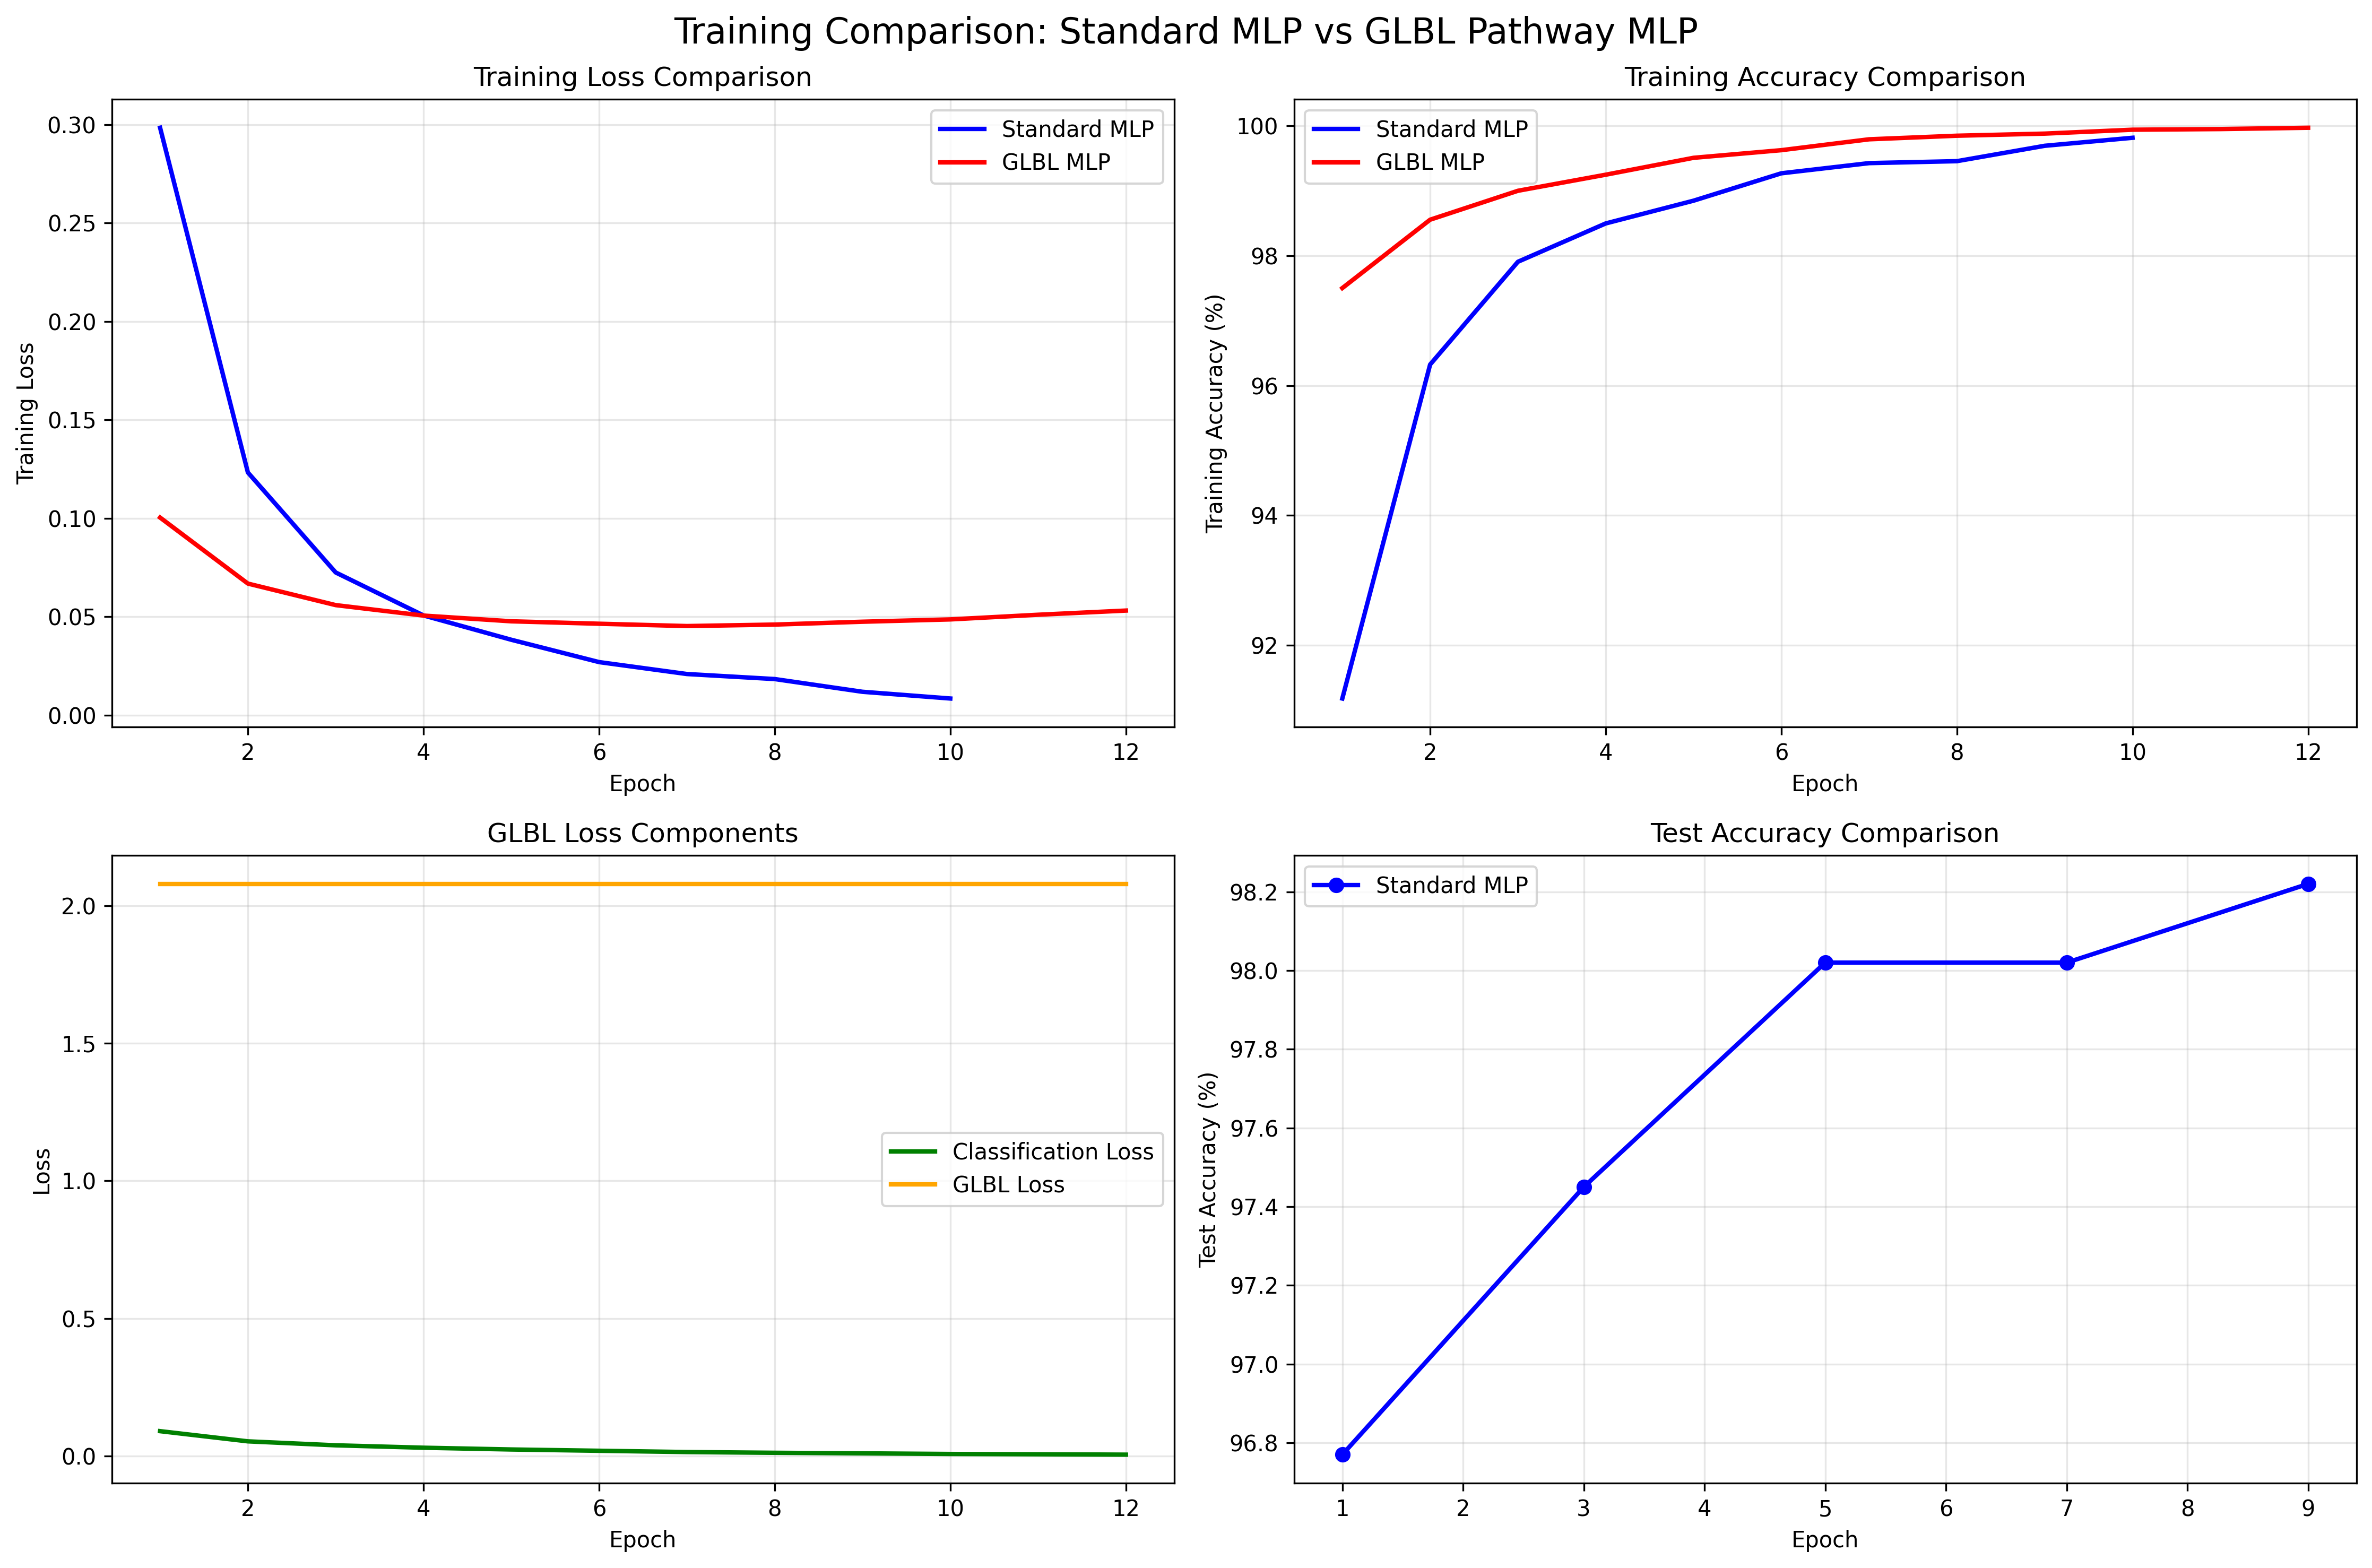 Training Comparison: Standard MLP vs GLBL Pathway MLP
Training Loss Comparison
Training Loss
0.30
0.25
0.20
0.15
0.10
0.05
0.00
Standard MLP
GLBL MLP
2 4 6 8 10 12
Epoch
Training Accuracy Comparison
Training Accuracy (%)
100
98
96
94
92
Standard MLP
GLBL MLP
2 4 6 8 10 12
Epoch
GLBL Loss Components
Loss
2.0
1.5
1.0
0.5
0.0
Classification Loss
GLBL Loss
2 4 6 8 10 12
Epoch
Test Accuracy Comparison
Test Accuracy (%)
98.2
98.0
97.8
97.6
97.4
97.2
97.0
96.8
Standard MLP
1 2 3 4 5 6 7 8 9
Epoch